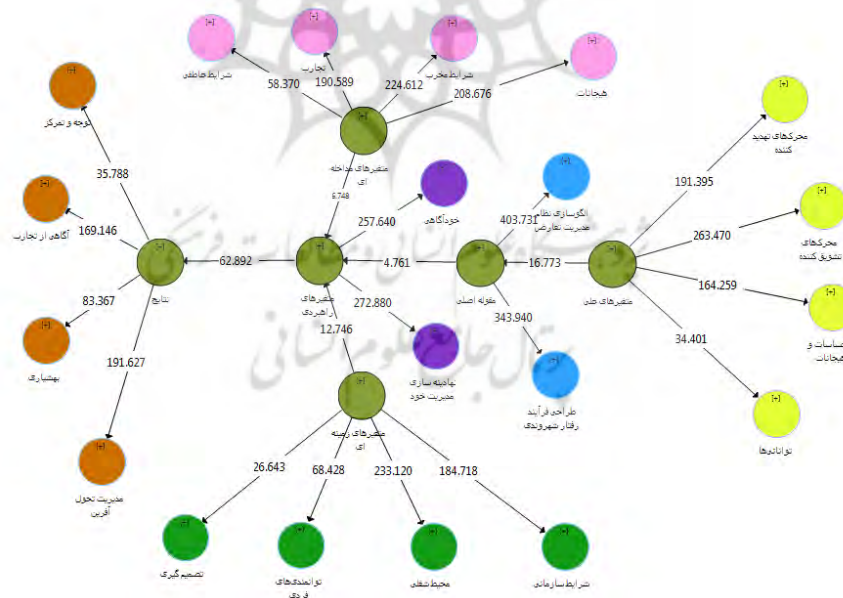 [+]
[+]
[+]
[+]
شرایط عاطفی
تجارب
شرایط مخرب
هیجانات
58.370
190.589
224.612
208.676
[+]
متغیرهای مداخله
ای
6.748
[+]
توجه و تمرکز
35.788
[+]
آگاهی از تجارب
169.146
[+]
بهشیاری
83.367
[+]
مدیریت تحول
آفرین
191.627
[+]
نتایج
62.892
[+]
متغیرهای
راهبردی
[+]
خودآگاهی
257.640
[+]
نهادینه سازی
مدیریت خود
272.880
4.761
[+]
مقوله اصلی
[+]
الگوسازی نظام
مدیریت تعارض
403.731
[+]
طراحی فرآیند
رفتار شهروندی
343.940
16.773
[+]
متغیرهای علی
[+]
محرک‌های تهدید
کننده
191.395
[+]
محرک‌های
تشویق کننده
263.470
[+]
هیجانات
164.259
[+]
توانائی‌ها
34.401
12.746
[+]
متغیرهای زمینه
ای
26.643
68.428
233.120
184.718
[+]
[+]
[+]
[+]
تصمیم گیری
توانمندی‌های
فردی
محیط شغلی
شرایط سازمانی
پرتال جامع علوم انسانی